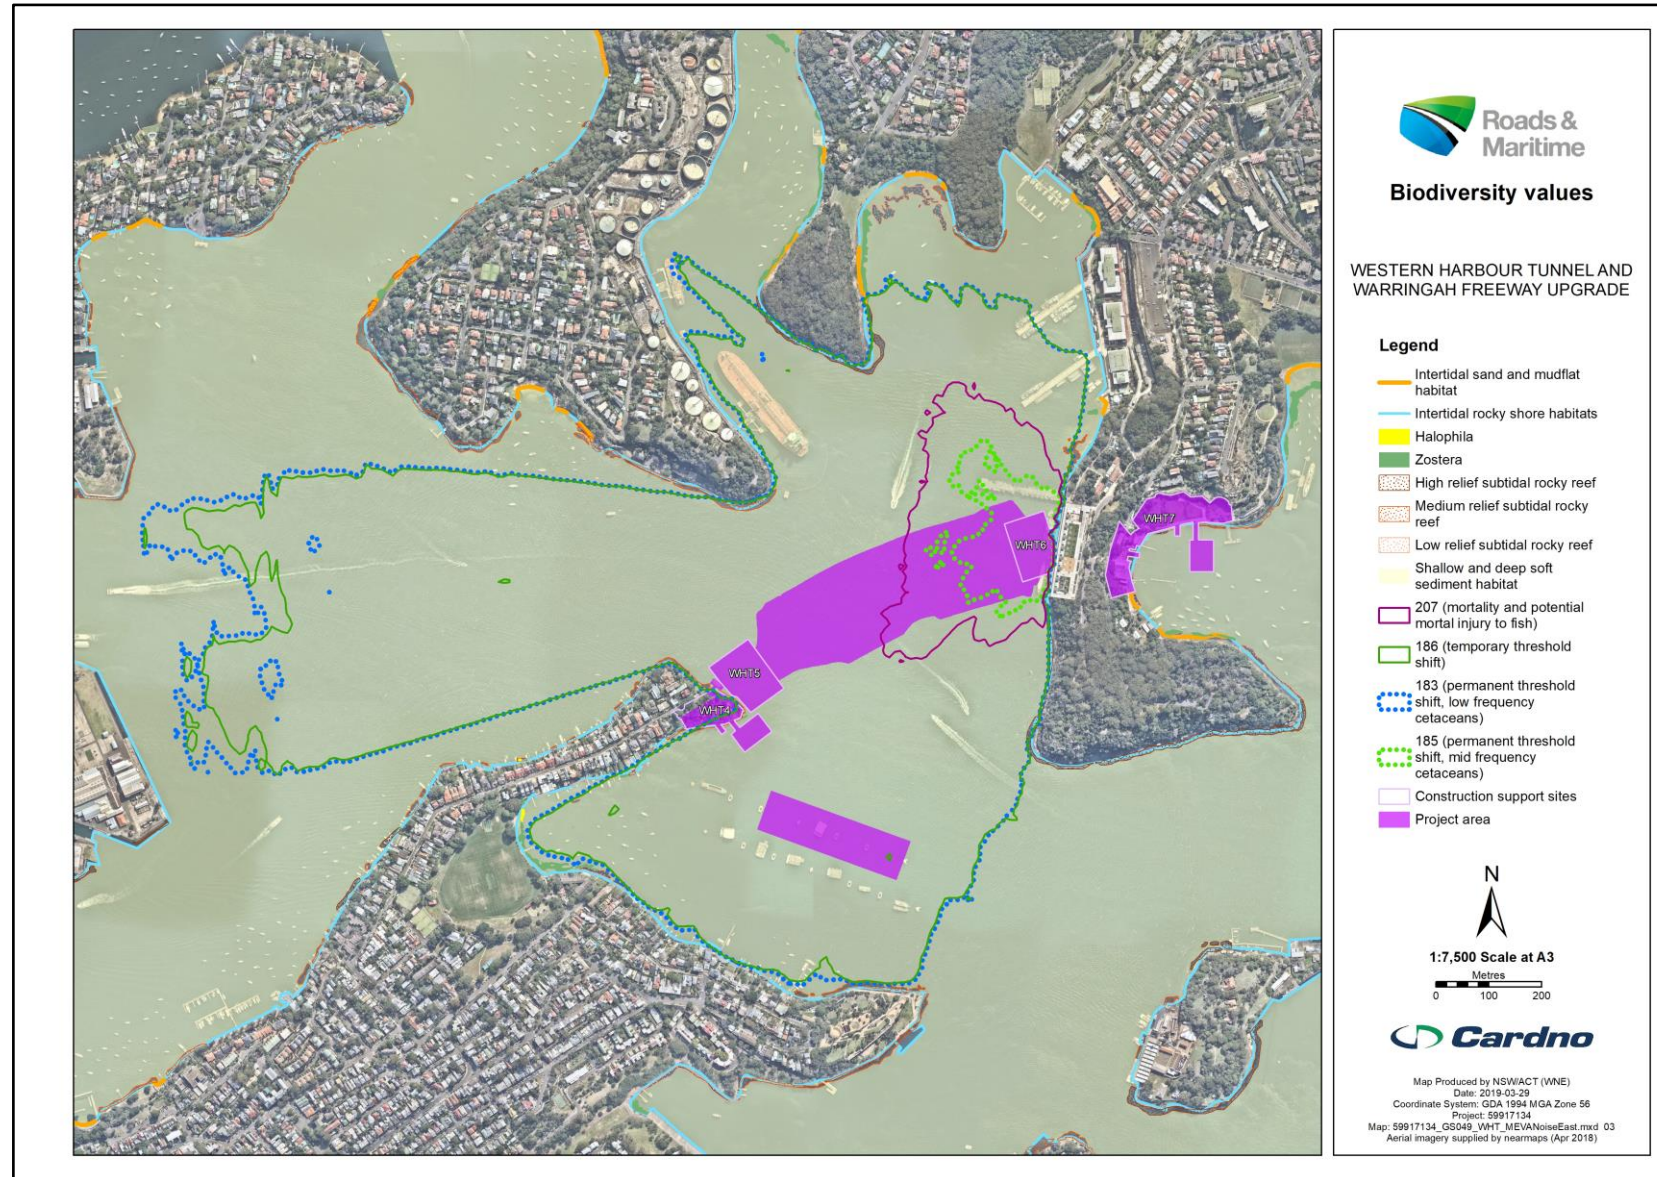 WHT6
WHT7
WHT5
WHT4
Roads &
Maritime
Biodiversity values
WESTERN HARBOUR TUNNEL AND
WARRINGAH FREEWAY UPGRADE
Legend
Intertidal sand and mudflat
habitat
Intertidal rocky shore habitats
Halophila
Zostera
High relief subtidal rocky reef
Medium relief subtidal rocky
reef
Low relief subtidal rocky reef
Shallow and deep soft
sediment habitat
207 (mortality and potential
mortal injury to fish)
186 (temporary threshold
shift)
183 (permanent threshold
shift, low frequency
cetaceans)
185 (permanent threshold
shift, mid frequency
cetaceans)
Construction support sites
Project area
N
1:7,500 Scale at A3
Metres
0 100 200
Cardno
Map Produced by NSW/ACT (WNE)
Date: 2019-03-29
Coordinate System: GDA 1994 MGA Zone 56
Project: 59917134
Map: 59917134_GS049_WHT_MEVANoiseEast.mxd 03
Aerial imagery supplied by nearmaps (Apr 2018)